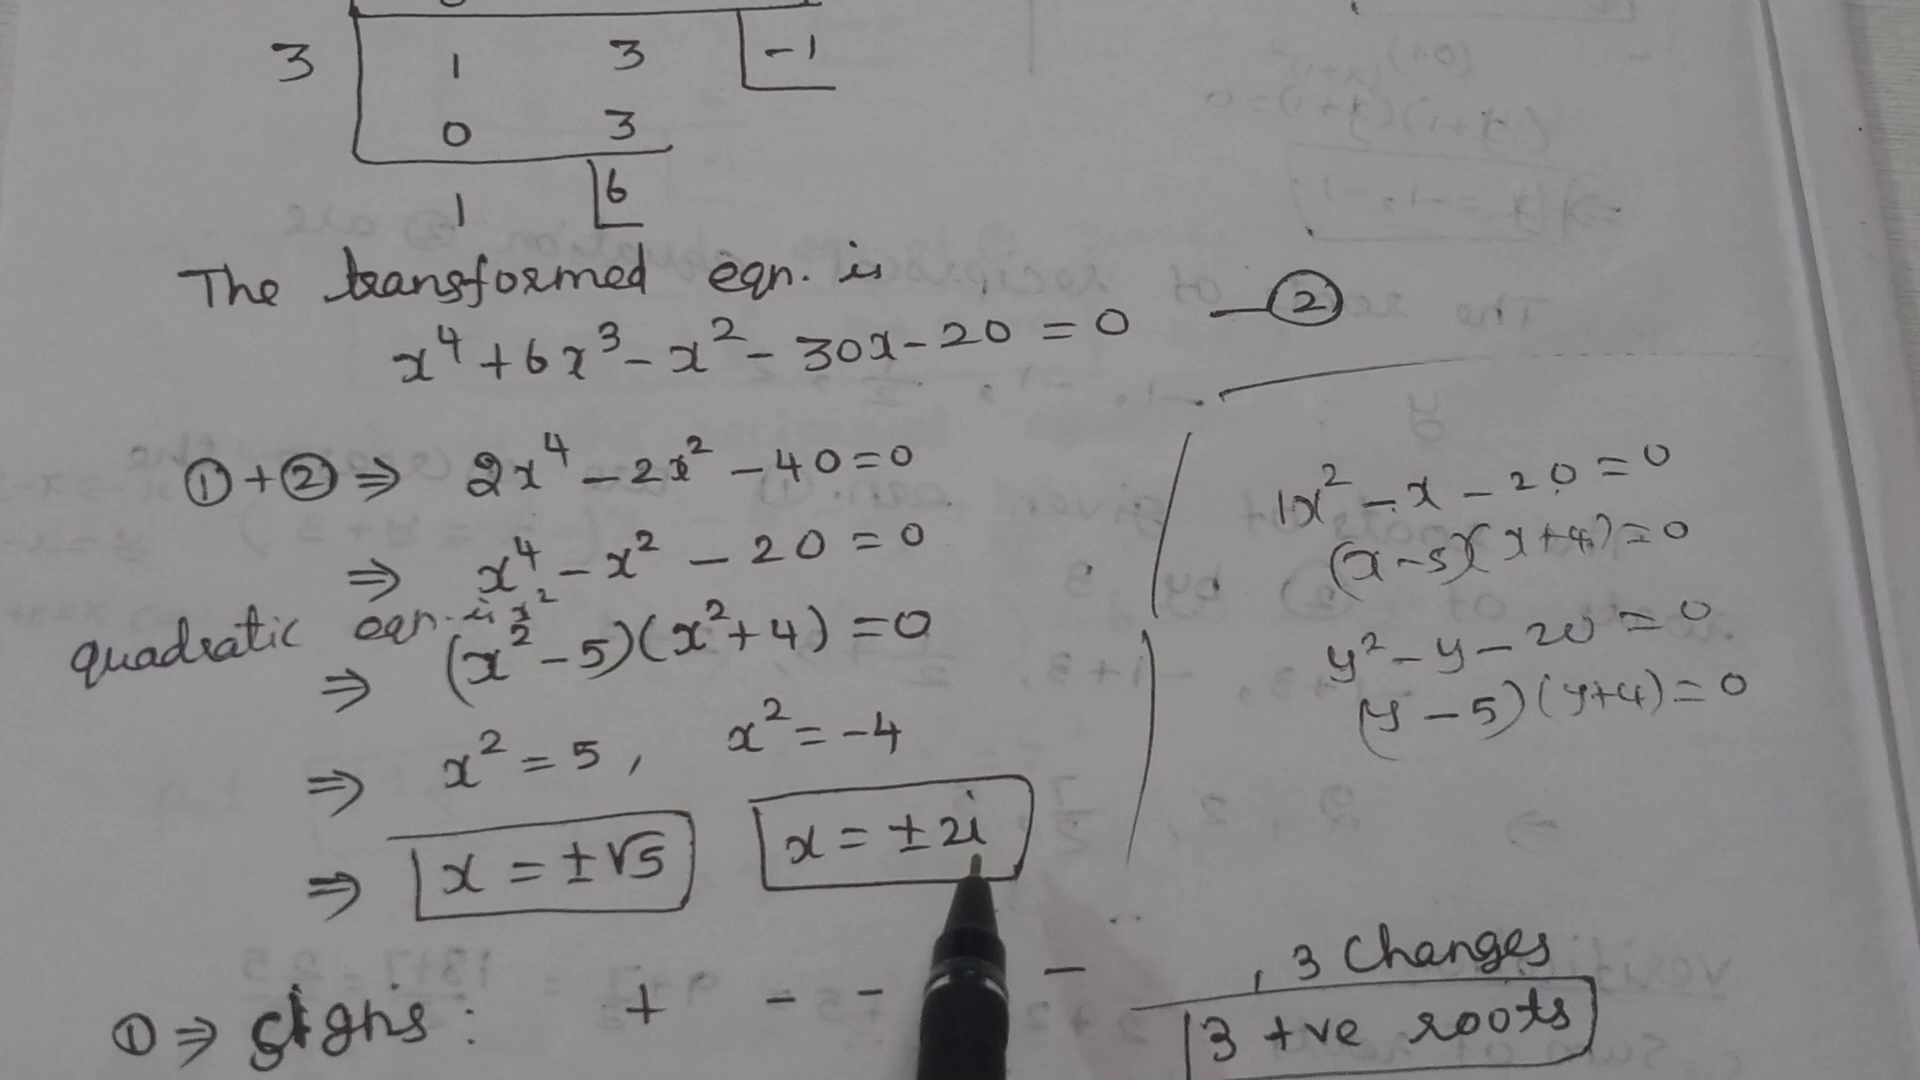 3 | 1 3 | -1
0 3
1 | 6
The transformed eqn. is
x⁴ + 6x³ - x² - 30x - 20 = 0 — ②
① + ② ⇒ 2x⁴ - 2x² - 40 = 0
⇒ x⁴ - x² - 20 = 0
quadratic eqn. is x²
⇒ (x² - 5)(x² + 4) = 0
⇒ x² = 5, x² = -4
⇒ x = ±√5 x = ±2i
1x² - x - 20 = 0
(x - 5)(x + 4) = 0
y² - y - 20 = 0
(y - 5)(y + 4) = 0
① ⇒ signs: + - - -, 3 changes
3 +ve roots